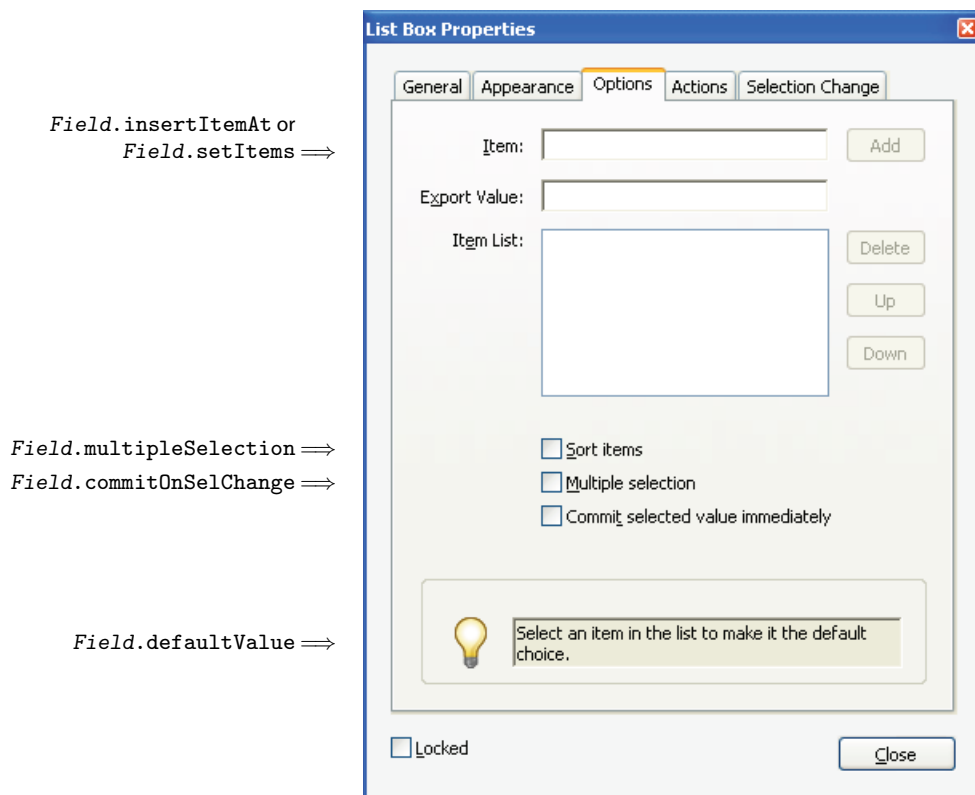 List Box Properties
General Appearance Options Actions Selection Change
Field.insertItemAt or
Field.setItems ⟹
Item:
Add
Export Value:
Item List:
Delete
Up
Down
Field.multipleSelection ⟹
Sort items
Field.commitOnSelChange ⟹
Multiple selection
Commit selected value immediately
Field.defaultValue ⟹
Select an item in the list to make it the default
choice.
Locked
Close